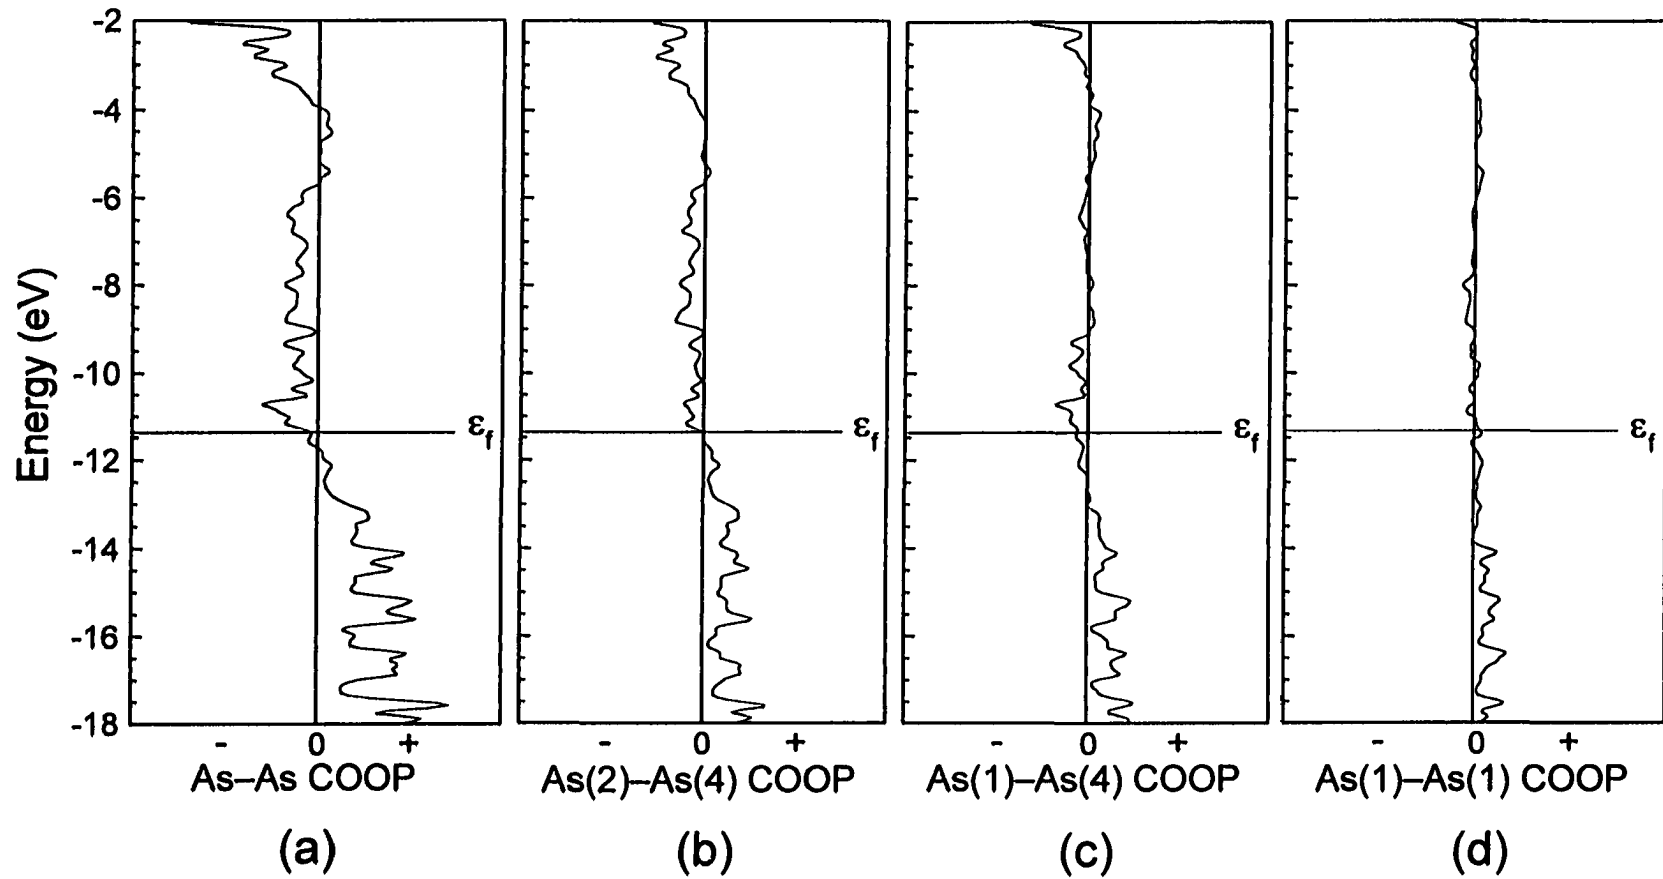 Energy (eV)
-2
-4
-6
-8
-10
-12
-14
-16
-18
εf
εf
εf
εf
- 0 +
- 0 +
- 0 +
- 0 +
As–As COOP
As(2)–As(4) COOP
As(1)–As(4) COOP
As(1)–As(1) COOP
(a)
(b)
(c)
(d)